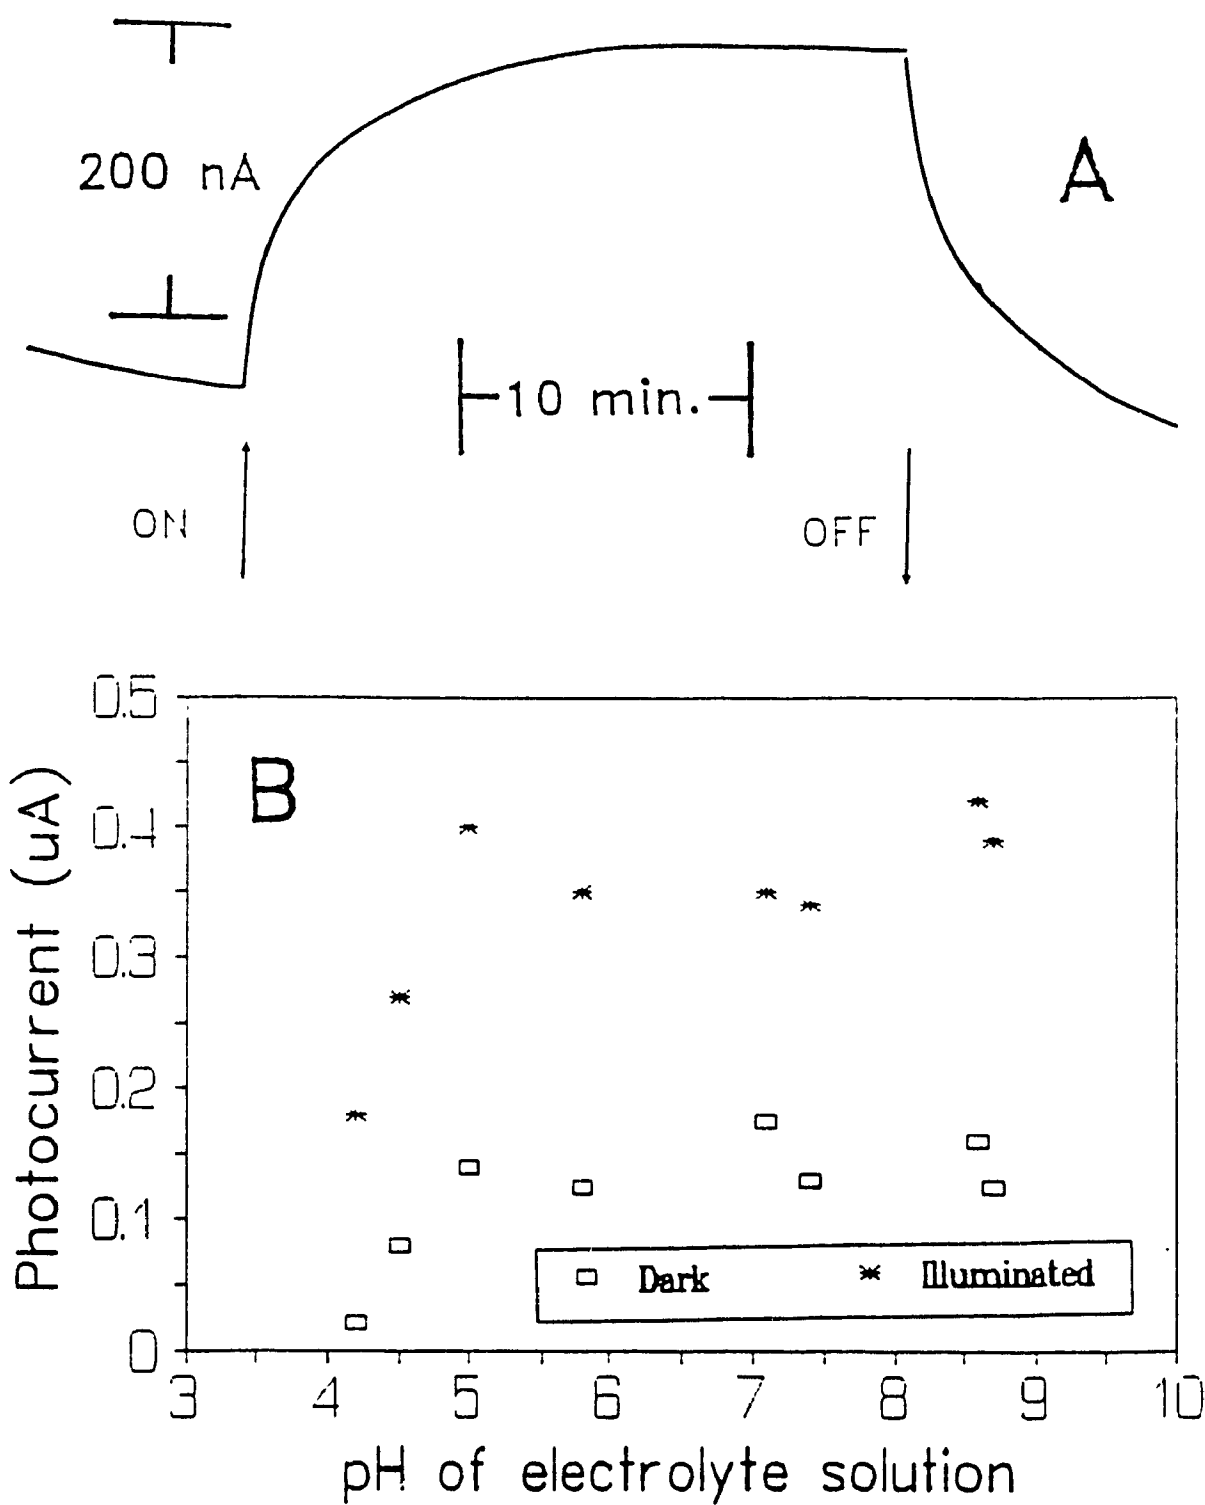 200 nA
A
10 min.
ON
OFF
B
Photocurrent (uA)
0.5
0.4
0.3
0.2
0.1
0
Dark
Illuminated
3 4 5 6 7 8 9 10
pH of electrolyte solution